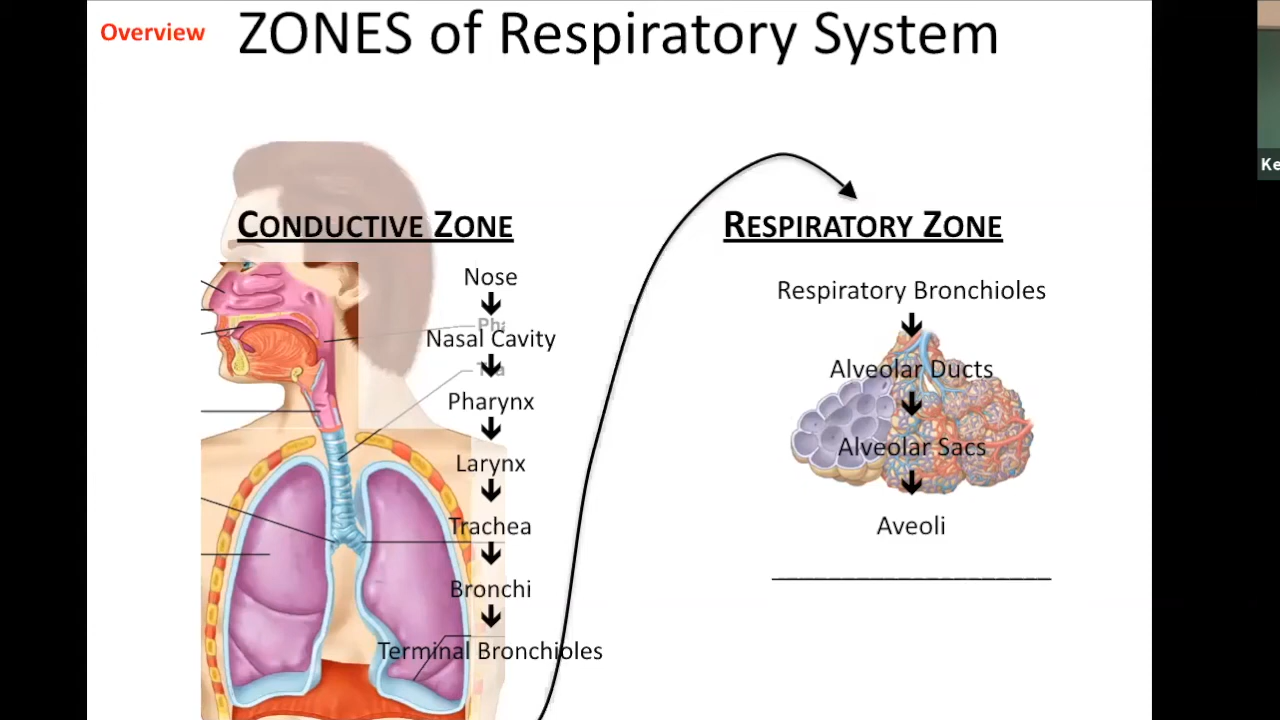 Overview
ZONES of Respiratory System
CONDUCTIVE ZONE
Nose
Nasal Cavity
Pharynx
Larynx
Trachea
Bronchi
Terminal Bronchioles
RESPIRATORY ZONE
Respiratory Bronchioles
Alveolar Ducts
Alveolar Sacs
Aveoli
Ke